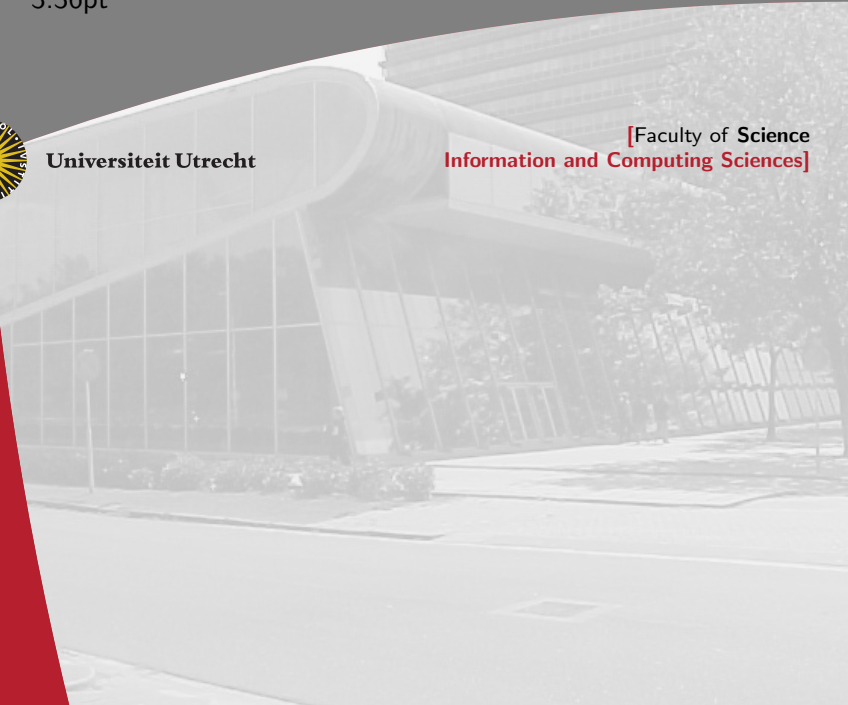 5.50pt
Universiteit Utrecht
[Faculty of Science
Information and Computing Sciences]